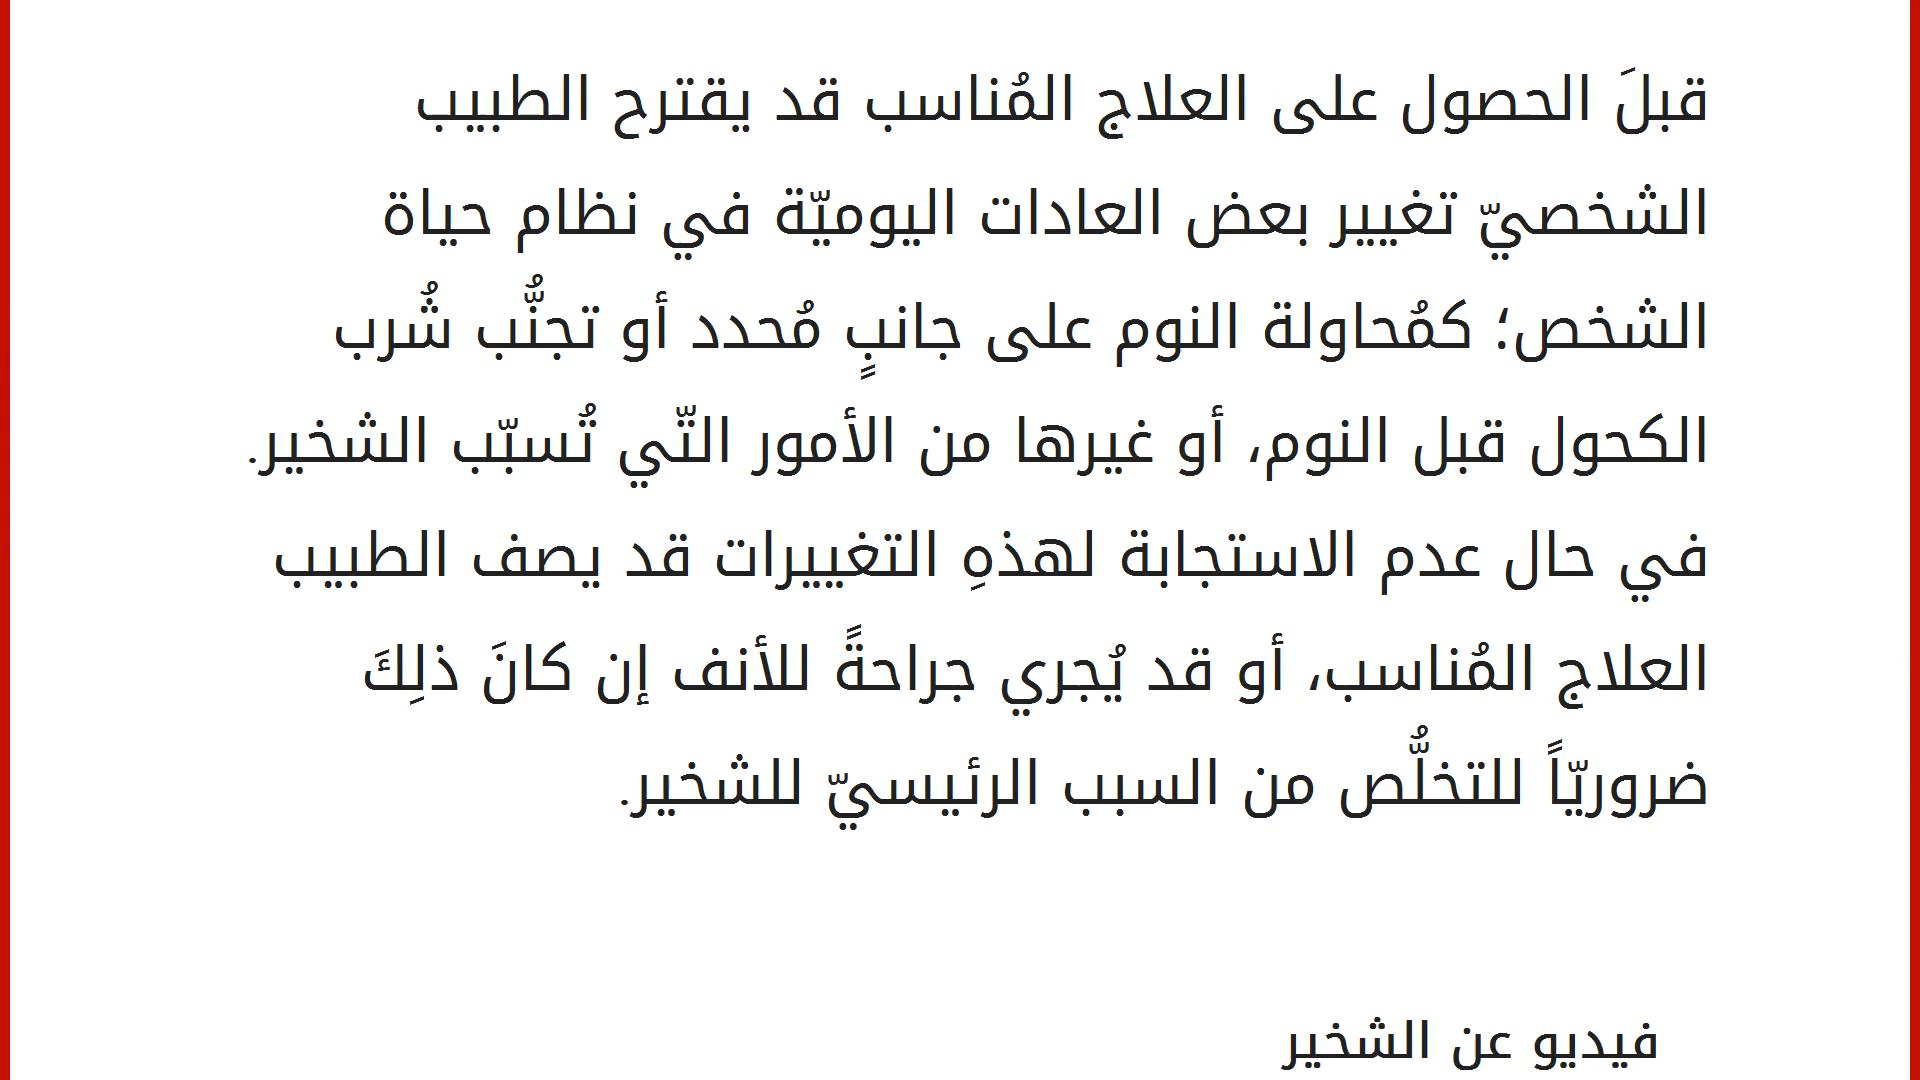 قبلَ الحصول على العلاج المُناسب قد يقترح الطبيب
الشخصيّ تغيير بعض العادات اليوميّة في نظام حياة
الشخص؛ كمُحاولة النوم على جانبٍ مُحدد أو تجنُّب شُرب
الكحول قبل النوم، أو غيرها من الأمور التّي تُسبّب الشخير.
في حال عدم الاستجابة لهذهِ التغييرات قد يصف الطبيب
العلاج المُناسب، أو قد يُجري جراحةً للأنف إن كانَ ذلِكَ
ضروريّاً للتخلُّص من السبب الرئيسيّ للشخير.
فيديو عن الشخير